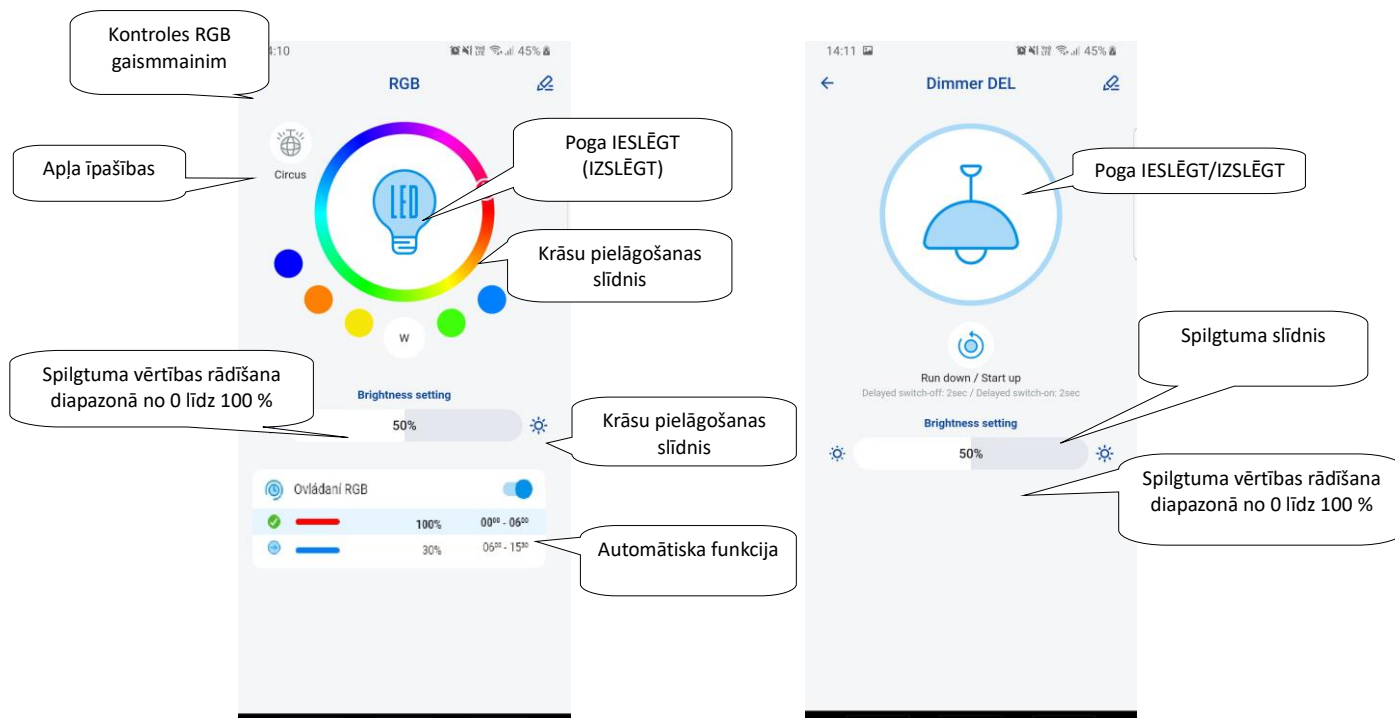 Kontroles RGB
gaismmainim
4:10
45%
RGB
Circus
Apļa īpašības
LED
Poga IESLĒGT
(IZSLĒGT)
Krāsu pielāgošanas
slīdnis
W
Spilgtuma vērtības rādīšana
diapazonā no 0 līdz 100 %
Brightness setting
50%
Krāsu pielāgošanas
slīdnis
Ovládaní RGB
100% 00⁰⁰ - 06⁰⁰
30% 06⁰⁰ - 15³⁰
Automātiska funkcija
14:11
45%
Dimmer DEL
Poga IESLĒGT/IZSLĒGT
Spilgtuma slīdnis
Run down / Start up
Delayed switch-off: 2sec / Delayed switch-on: 2sec
Brightness setting
50%
Spilgtuma vērtības rādīšana
diapazonā no 0 līdz 100 %